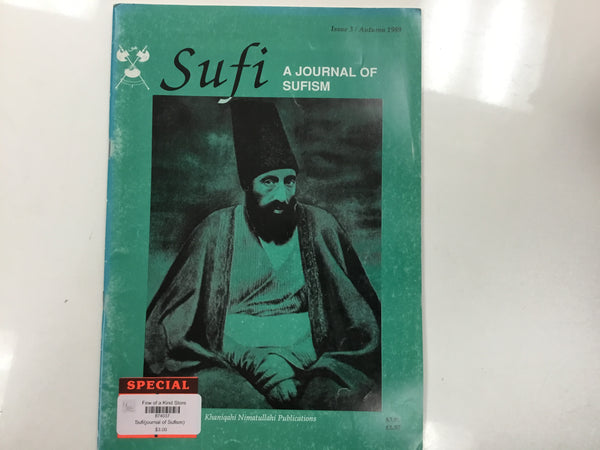 Issue 3 / Autumn 1989
Sufi
A JOURNAL OF
SUFISM
SPECIAL
Few of a Kind Store
Sufi(journal of Sufism)
$3.00
Khaniqahi Nimatullahi Publications